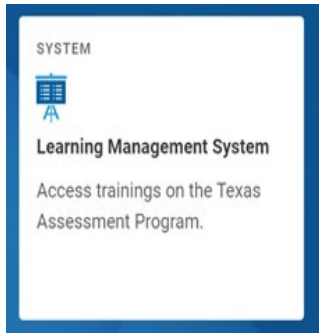 SYSTEM
Learning Management System
Access trainings on the Texas
Assessment Program.